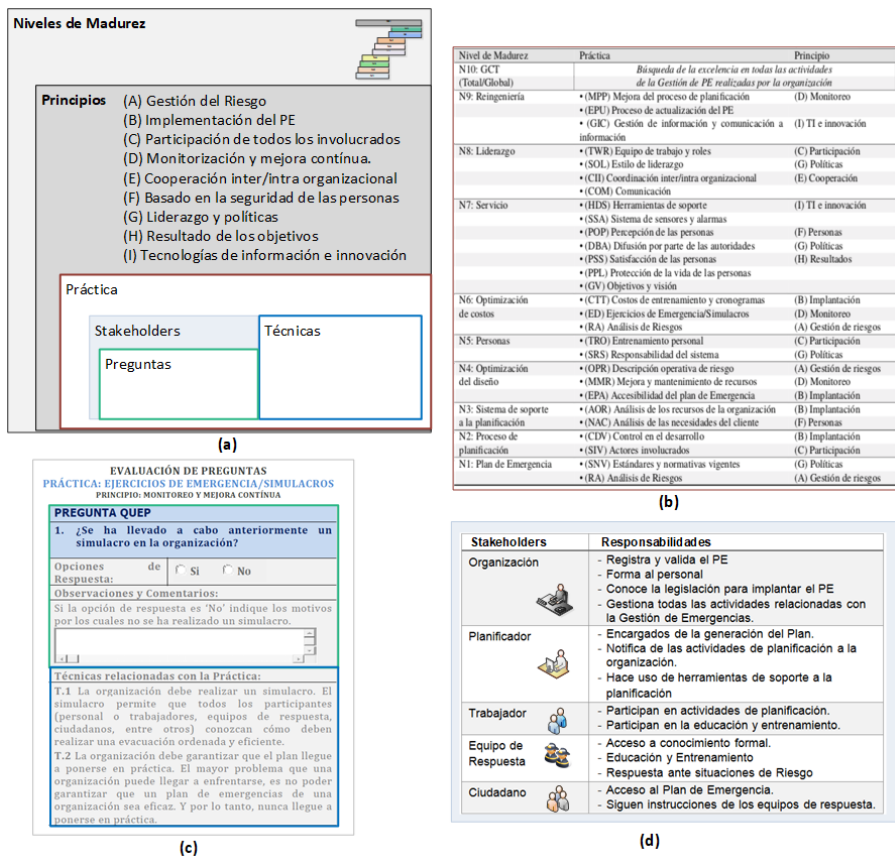 Niveles de Madurez
Principios
(A) Gestión del Riesgo
(B) Implementación del PE
(C) Participación de todos los involucrados
(D) Monitorización y mejora contínua.
(E) Cooperación inter/intra organizacional
(F) Basado en la seguridad de las personas
(G) Liderazgo y políticas
(H) Resultado de los objetivos
(I) Tecnologías de información e innovación
Práctica
Stakeholders
Técnicas
Preguntas
(a)
Nivel de Madurez Práctica Principio
N10: GCT Búsqueda de la excelencia en todas las actividades
(Total/Global) de la Gestión de PE realizadas por la organización
N9: Reingeniería • (MPP) Mejora del proceso de planificación (D) Monitoreo
• (EPU) Proceso de actualización del PE
• (GIC) Gestión de información y comunicación a (I) TI e innovación
información
N8: Liderazgo • (TWR) Equipo de trabajo y roles (C) Participación
• (SOL) Estilo de liderazgo (G) Políticas
• (CII) Coordinación inter/intra organizacional (E) Cooperación
• (COM) Comunicación
N7: Servicio • (HDS) Herramientas de soporte (I) TI e innovación
• (SSA) Sistema de sensores y alarmas
• (POP) Percepción de las personas (F) Personas
• (DBA) Difusión por parte de las autoridades (G) Políticas
• (PSS) Satisfacción de las personas (H) Resultados
• (PPL) Protección de la vida de las personas
• (GV) Objetivos y visión
N6: Optimización • (CTT) Costos de entrenamiento y cronogramas (B) Implantación
de costos • (ED) Ejercicios de Emergencia/Simulacros (D) Monitoreo
• (RA) Análisis de Riesgos (A) Gestión de riesgos
N5: Personas • (TRO) Entrenamiento personal (C) Participación
• (SRS) Responsabilidad del sistema (G) Políticas
N4: Optimización • (OPR) Descripción operativa de riesgo (A) Gestión de riesgos
del diseño • (MMR) Mejora y mantenimiento de recursos (D) Monitoreo
• (EPA) Accesibilidad del plan de Emergencia (B) Implantación
N3: Sistema de soporte • (AOR) Análisis de los recursos de la organización (B) Implantación
a la planificación • (NAC) Análisis de las necesidades del cliente (F) Personas
N2: Proceso de • (CDV) Control en el desarrollo (B) Implantación
planificación • (SIV) Actores involucrados (C) Participación
N1: Plan de Emergencia • (SNV) Estándares y normativas vigentes (G) Políticas
• (RA) Análisis de Riesgos (A) Gestión de riesgos
(b)
EVALUACIÓN DE PREGUNTAS
PRÁCTICA: EJERCICIOS DE EMERGENCIA/SIMULACROS
PRINCIPIO: MONITOREO Y MEJORA CONTÍNUA
PREGUNTA QUEP
1. ¿Se ha llevado a cabo anteriormente un
simulacro en la organización?
Opciones de
Respuesta: Si No
Observaciones y Comentarios:
Si la opción de respuesta es 'No' indique los motivos
por los cuales no se ha realizado un simulacro.
Técnicas relacionadas con la Práctica:
T.1 La organización debe realizar un simulacro. El
simulacro permite que todos los participantes
(personal o trabajadores, equipos de respuesta,
ciudadanos, entre otros) conozcan cómo deben
realizar una evacuación ordenada y eficiente.
T.2 La organización debe garantizar que el plan llegue
a ponerse en práctica. El mayor problema que una
organización puede llegar a enfrentarse, es no poder
garantizar que un plan de emergencias de una
organización sea eficaz. Y por lo tanto, nunca llegue a
ponerse en práctica.
(c)
Stakeholders Responsabilidades
Organización - Registra y valida el PE
- Forma al personal
- Conoce la legislación para implantar el PE
- Gestiona todas las actividades relacionadas con
la Gestión de Emergencias.
Planificador - Encargados de la generación del Plan.
- Notifica de las actividades de planificación a la
organización.
- Hace uso de herramientas de soporte a la
planificación
Trabajador - Participan en actividades de planificación.
- Participan en la educación y entrenamiento.
Equipo de - Acceso a conocimiento formal.
Respuesta - Educación y Entrenamiento
- Respuesta ante situaciones de Riesgo
Ciudadano - Acceso al Plan de Emergencia.
- Siguen instrucciones de los equipos de respuesta.
(d)